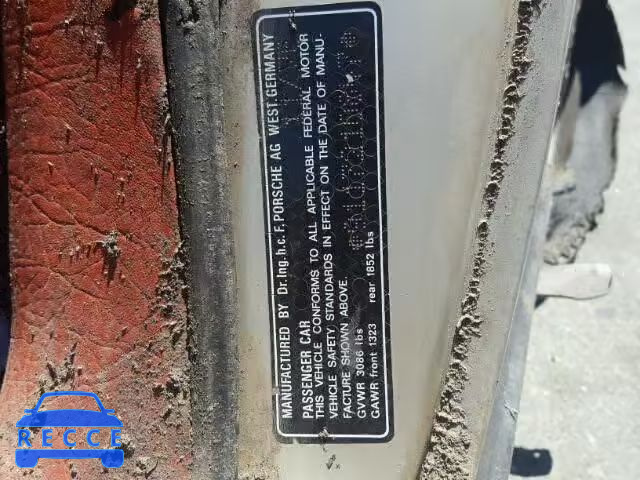 MANUFACTURED BY Dr. Ing. h. c. F. PORSCHE AG WEST GERMANY
PASSENGER CAR
THIS VEHICLE CONFORMS TO ALL APPLICABLE FEDERAL MOTOR
VEHICLE SAFETY STANDARDS IN EFFECT ON THE DATE OF MANU-
FACTURE SHOWN ABOVE.
GVWR 3086 lbs
GAWR front 1323 rear 1852 lbs
RECCE